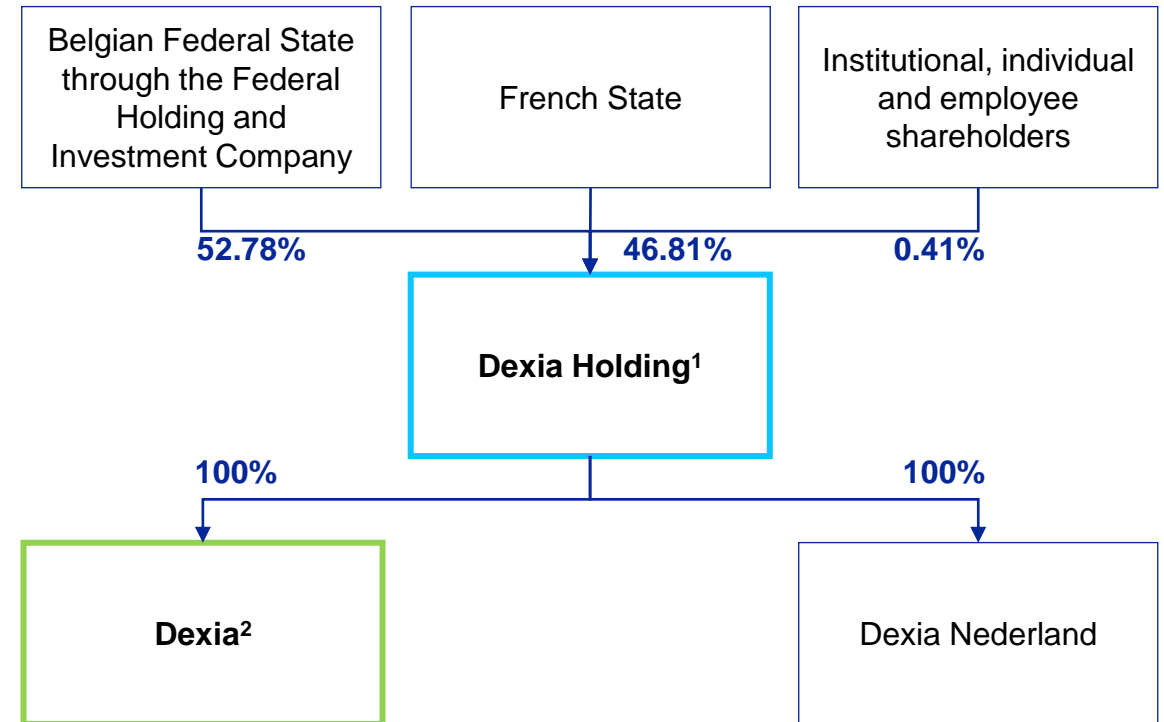 Belgian Federal State
through the Federal
Holding and
Investment Company
French State
Institutional, individual
and employee
shareholders
52.78%
46.81%
0.41%
Dexia Holding¹
100%
100%
Dexia²
Dexia Nederland